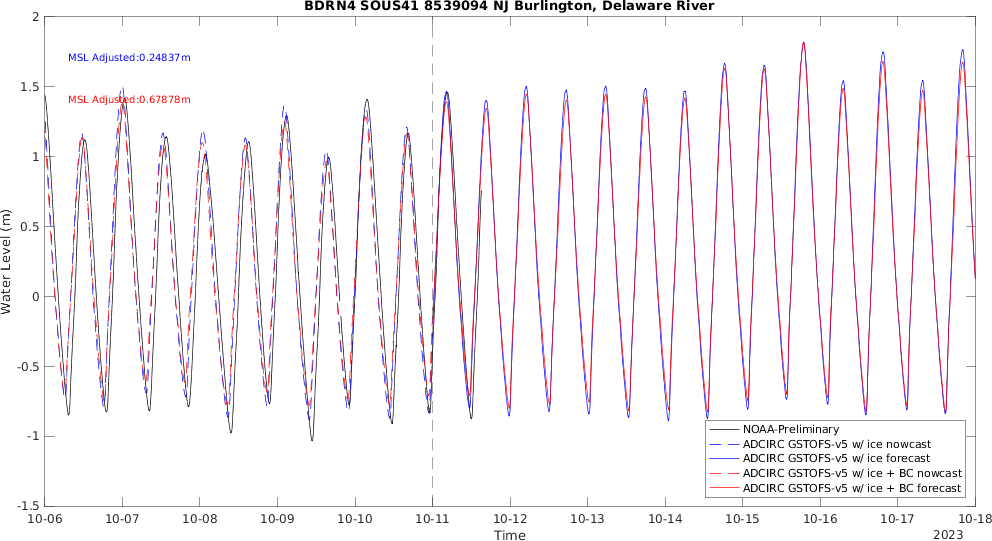 BDRN4 SOUS41 8539094 NJ Burlington, Delaware River
2
1.5
1
0.5
0
-0.5
-1
-1.5
Water Level (m)
MSL Adjusted:0.24837m
MSL Adjusted:0.67878m
NOAA-Preliminary
ADCIRC GSTOFS-v5 w/ ice nowcast
ADCIRC GSTOFS-v5 w/ ice forecast
ADCIRC GSTOFS-v5 w/ ice + BC nowcast
ADCIRC GSTOFS-v5 w/ ice + BC forecast
10-06 10-07 10-08 10-09 10-10 10-11 10-12 10-13 10-14 10-15 10-16 10-17 10-18
Time
2023